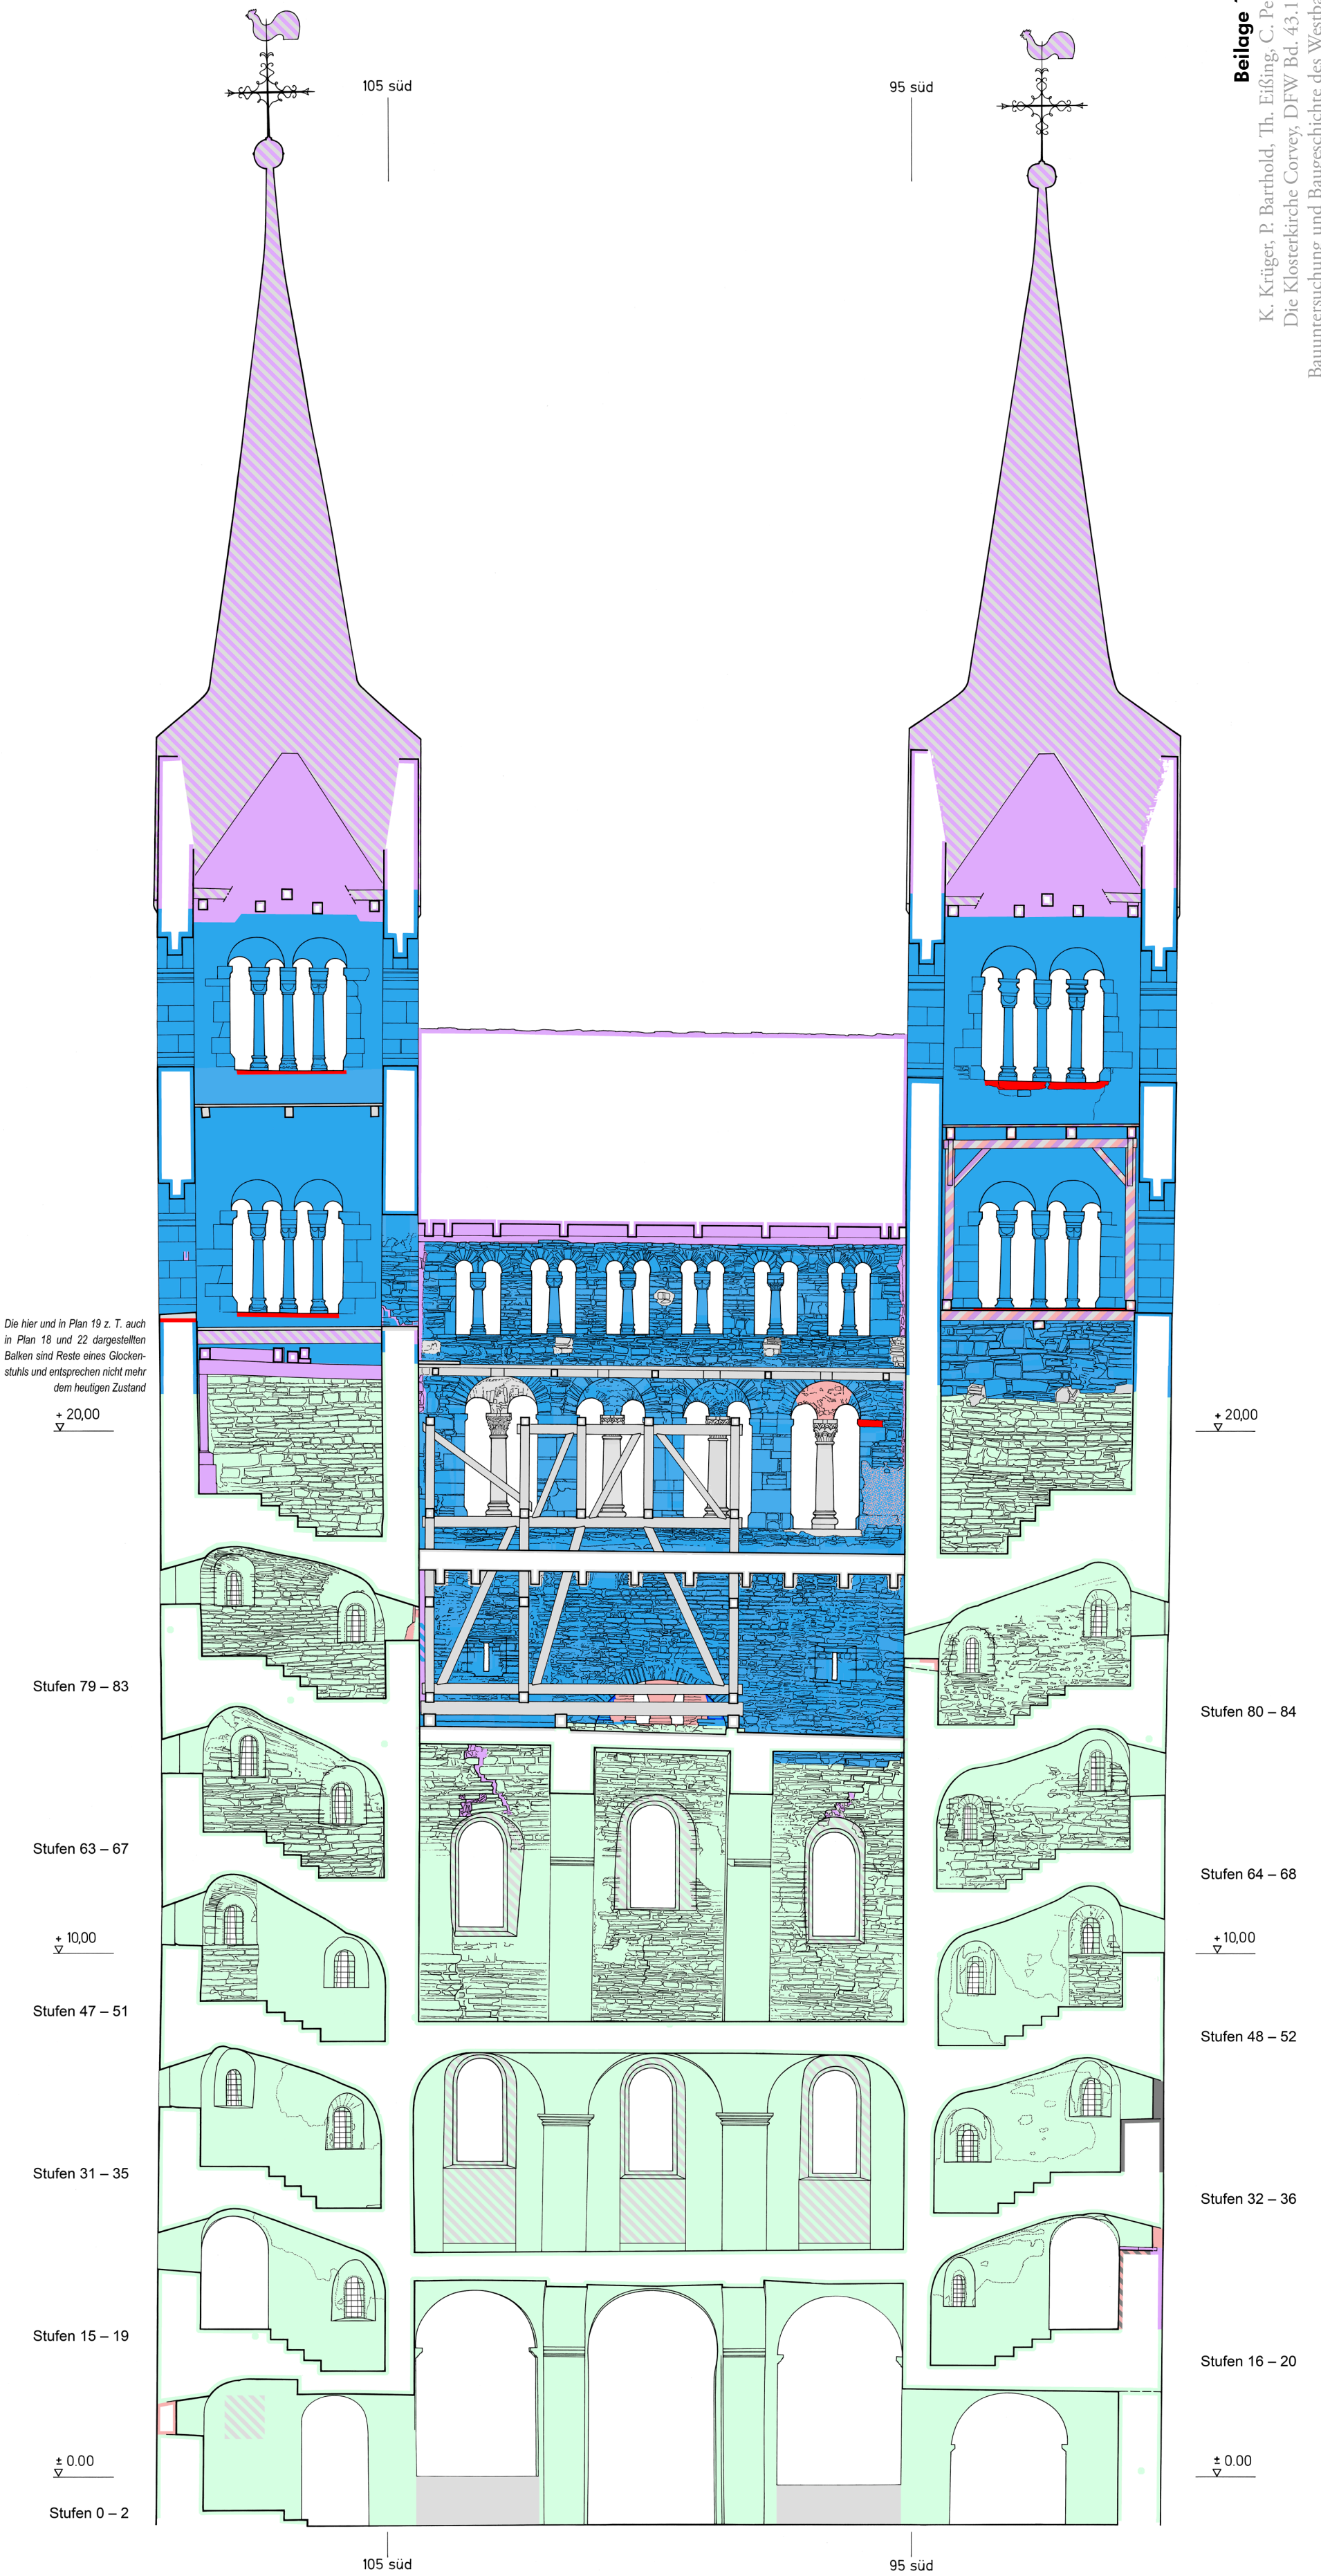 105 süd
95 süd
Beilage
K. Krüger, P. Barthold, Th. Eißing, C.
Die Klosterkirche Corvey, DFW Bd. 43.1
Bauuntersuchung und Baugeschichte des
Die hier und in Plan 19 z. T. auch
in Plan 18 und 22 dargestellten
Balken sind Reste eines Glocken-
stuhls und entsprechen nicht mehr
dem heutigen Zustand
+ 20,00
+ 20,00
Stufen 79 – 83
Stufen 80 – 84
Stufen 63 – 67
Stufen 64 – 68
+ 10,00
+ 10,00
Stufen 47 – 51
Stufen 48 – 52
Stufen 31 – 35
Stufen 32 – 36
Stufen 15 – 19
Stufen 16 – 20
± 0.00
± 0.00
Stufen 0 – 2
105 süd
95 süd